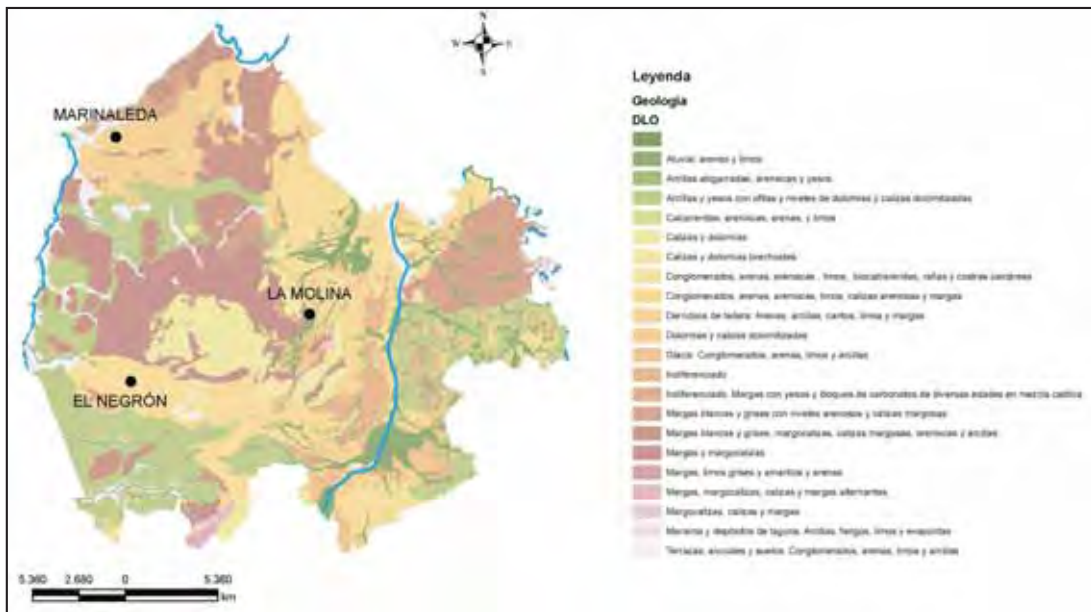 N
W E
S
MARINALEDA
LA MOLINA
EL NEGRÓN
5.360 2.680 0 5.360
km
Leyenda
Geología
DLO
Aluvial, arenas y limos
Arcillas abigarradas, areniscas y yesos
Arcillas y yesos con ofitas y niveles de dolomías y calizas dolomitizadas
Calcarenitas, areniscas, arenas, y limos
Calizas y dolomías
Calizas y dolomías brechoides
Conglomerados, arenas, areniscas, limos, biocalcarenitas, rañas y costras
Conglomerados, arenas, areniscas, limos, calizas arenosas y margas
Derrubios de ladera: Arenas, arcillas, cantos, limos y margas
Dolomías y calizas dolomitizadas
Glacis: Conglomerados, arenas, limos y arcillas
Indiferenciado
Indiferenciado. Margas con yesos y bloques de carbonatos de diversas edades en mezcla caótica
Margas blancas y grises con niveles arenosos y calizas margosas
Margas blancas y grises, margocalizas, calizas margosas, areniscas y arcillas
Margas y margocalizas
Margas, limos grises y amarillos y arenas
Margas, margocalizas, calizas y margas alternantes
Margocalizas, calizas y margas
y depósitos de laguna. Arcillas, fangos, limos y evaporitas
Terrazas, aluviales y suelos. Conglomerados, arenas, limos y arcillas